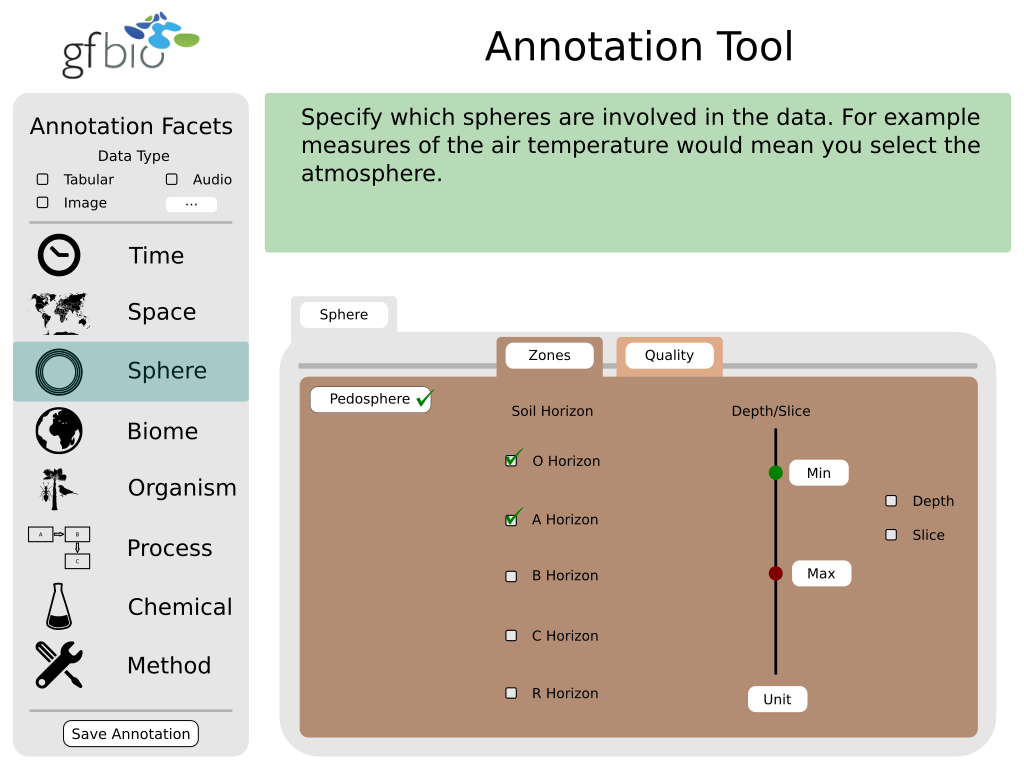 gfbio
Annotation Tool
Annotation Facets
Data Type
Tabular
Audio
Image
...
Time
Space
Sphere
Biome
Organism
A
B
C
Process
Chemical
Method
Save Annotation
Specify which spheres are involved in the data. For example
measures of the air temperature would mean you select the
atmosphere.
Sphere
Zones
Quality
Pedosphere
Soil Horizon
O Horizon
A Horizon
B Horizon
C Horizon
R Horizon
Depth/Slice
Min
Max
Unit
Depth
Slice